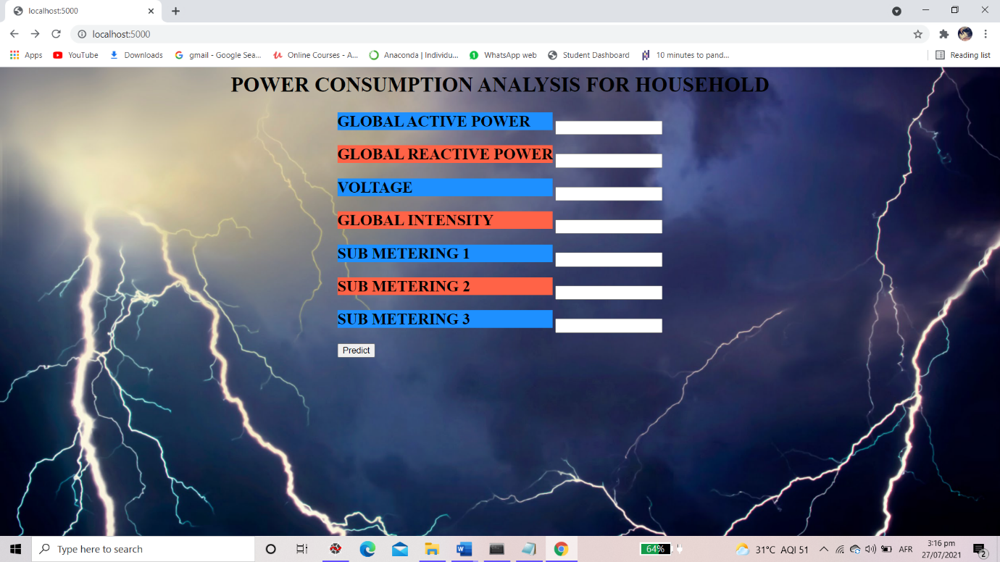 localhost:5000
localhost:5000
Apps YouTube Downloads gmail - Google Sea... Online Courses - A... Anaconda | Individu... WhatsApp web Student Dashboard 10 minutes to pand... Reading list
POWER CONSUMPTION ANALYSIS FOR HOUSEHOLD
GLOBAL ACTIVE POWER
GLOBAL REACTIVE POWER
VOLTAGE
GLOBAL INTENSITY
SUB METERING 1
SUB METERING 2
SUB METERING 3
Predict
Type here to search 64% 31°C AQI 51 AFR 3:16 pm
27/07/2021 2